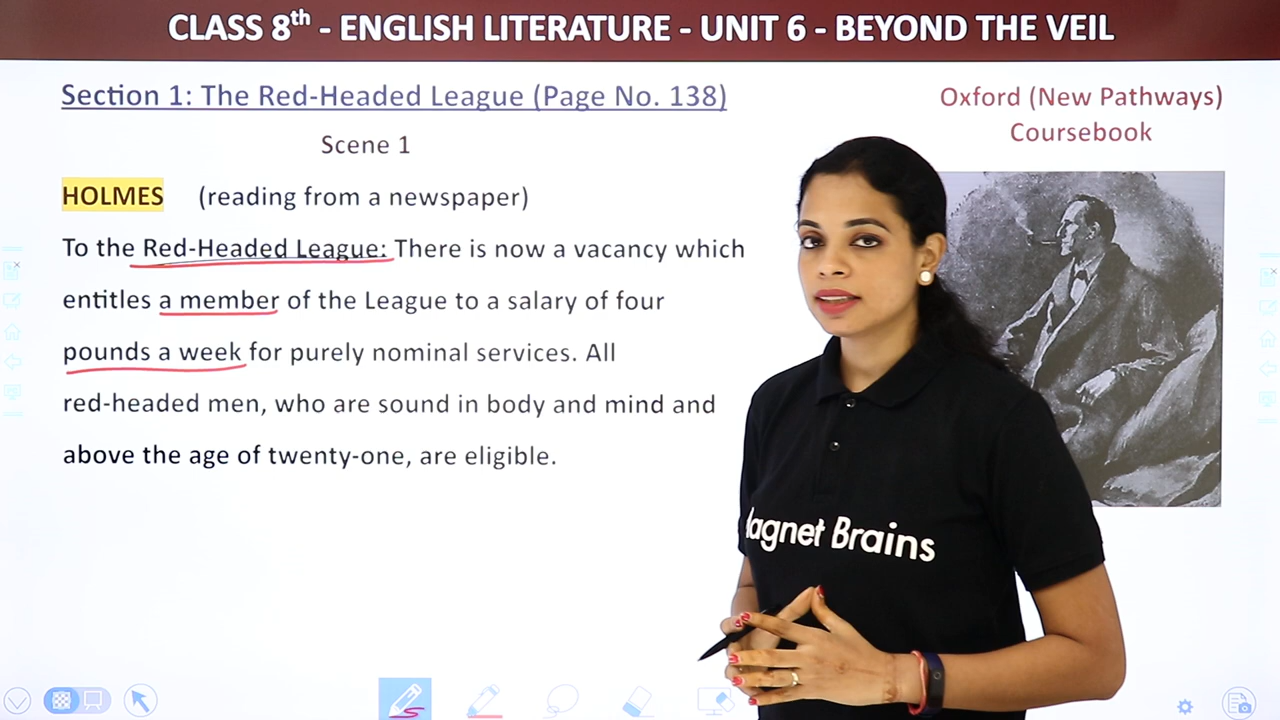 CLASS 8th - ENGLISH LITERATURE - UNIT 6 - BEYOND THE VEIL
Section 1: The Red-Headed League (Page No. 138)
Oxford (New Pathways)
Coursebook
Scene 1
HOLMES (reading from a newspaper)
To the Red-Headed League: There is now a vacancy which
entitles a member of the League to a salary of four
pounds a week for purely nominal services. All
red-headed men, who are sound in body and mind and
above the age of twenty-one, are eligible.
agnet Brains